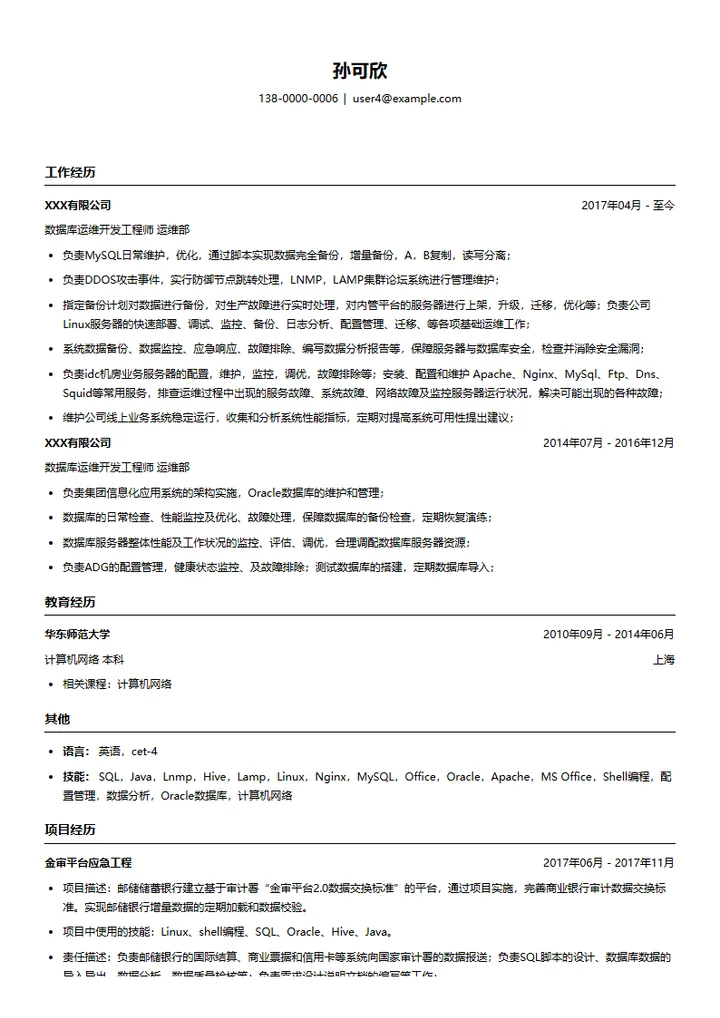 孙可欣
138-0000-0006 | user4@example.com
工作经历
XXX有限公司 2017年04月 - 至今
数据库运维开发工程师 运维部
• 负责MySQL日常维护，优化，通过脚本实现数据完全备份，增量备份，A，B复制，读写分离；
• 负责DDOS攻击事件，实行防御节点跳转处理，LNMP，LAMP集群论坛系统进行管理维护；
• 指定备份计划对数据进行备份，对生产故障进行实时处理，对内管平台的服务器进行上架，升级，迁移，优化等；负责公司
Linux服务器的快速部署、调试、监控、备份、日志分析、配置管理、迁移、等各项基础运维工作；
• 系统数据备份、数据监控、应急响应、故障排除、编写数据分析报告等，保障服务器与数据库安全，检查并消除安全漏洞；
• 负责idc机房业务服务器的配置，维护，监控，调优，故障排除等；安装、配置和维护 Apache、Nginx、MySql、Ftp、Dns、
Squid等常用服务，排查运维过程中出现的服务故障、系统故障、网络故障及监控服务器运行状况，解决可能出现的各种故障；
• 维护公司线上业务系统稳定运行，收集和分析系统性能指标，定期对提高系统可用性提出建议；
XXX有限公司 2014年07月 - 2016年12月
数据库运维开发工程师 运维部
• 负责集团信息化应用系统的架构实施，Oracle数据库的维护和管理；
• 数据库的日常检查、性能监控及优化、故障处理，保障数据库的备份检查，定期恢复演练；
• 数据库服务器整体性能及工作状况的监控、评估、调优，合理调配数据库服务器资源；
• 负责ADG的配置管理，健康状态监控、及故障排除；测试数据库的搭建，定期数据库导入；
教育经历
华东师范大学 2010年09月 - 2014年06月
计算机网络 本科 上海
• 相关课程：计算机网络
其他
• 语言： 英语，cet-4
• 技能： SQL，Java，Lnmp，Hive，Lamp，Linux，Nginx，MySQL，Office，Oracle，Apache，MS Office，Shell编程，配
置管理，数据分析，Oracle数据库，计算机网络
项目经历
金审平台应急工程 2017年06月 - 2017年11月
• 项目描述：邮储储蓄银行建立基于审计署“金审平台2.0数据交换标准”的平台，通过项目实施，完善商业银行审计数据交换标
准。实现邮储银行增量数据的定期加载和数据校验。
• 项目中使用的技能：Linux、shell编程、SQL、Oracle、Hive、Java。
• 责任描述：负责邮储银行的国际结算、商业票据和信用卡等系统向国家审计署的数据报送；负责SQL脚本的设计、数据库数据的
导入导出、数据分析、数据质量检核等；负责需求设计说明文档的编写等工作；